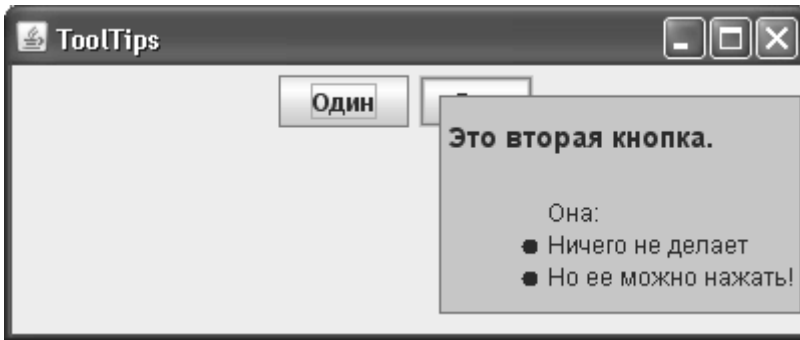 ToolTips
Один
Это вторая кнопка.
Она:
Ничего не делает
Но ее можно нажать!